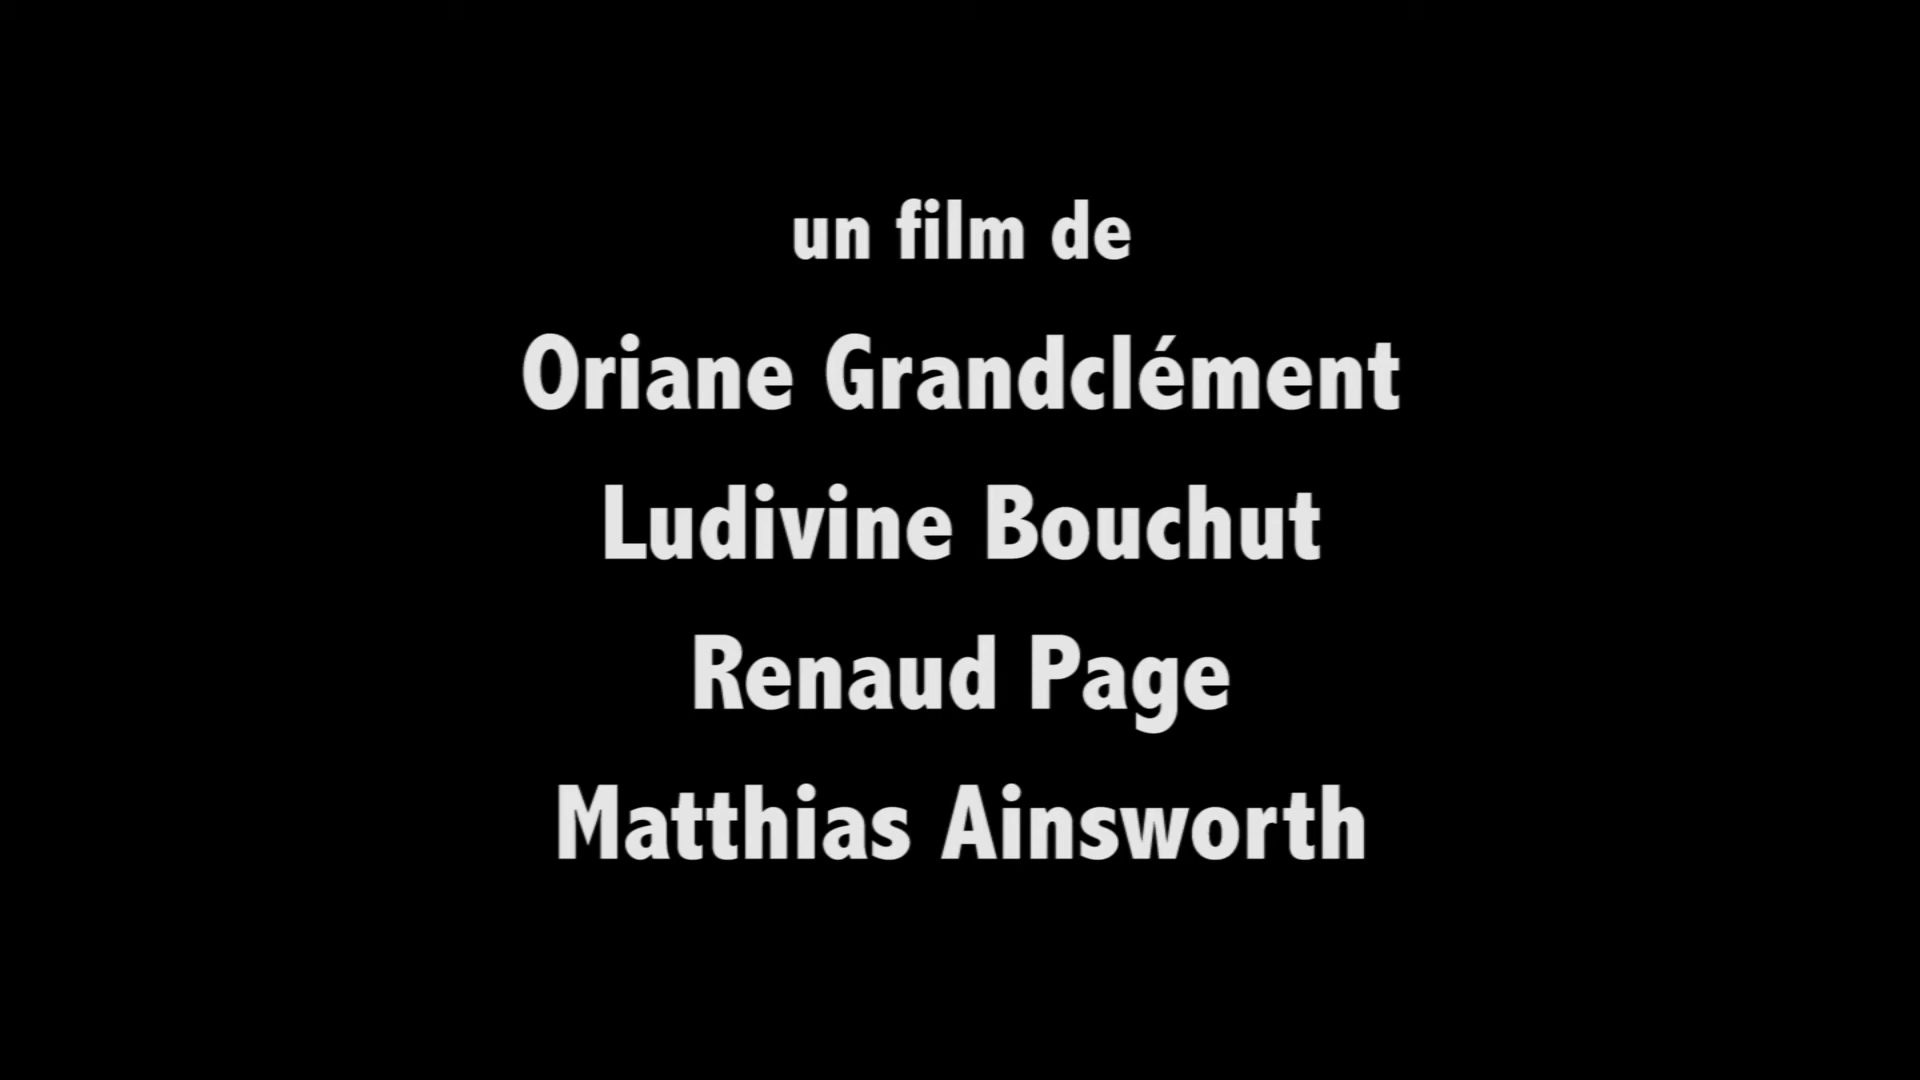 un film de
Oriane Grandclément
Ludivine Bouchut
Renaud Page
Matthias Ainsworth